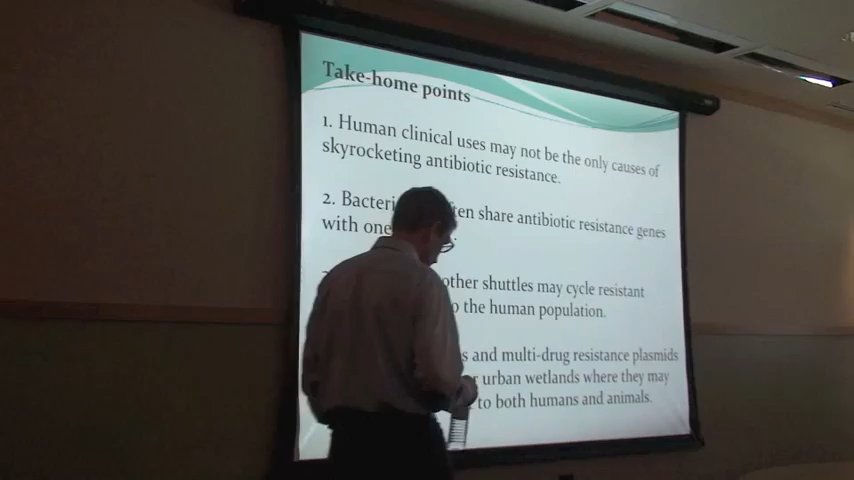 Take-home points
1. Human clinical uses may not be the only causes of
skyrocketing antibiotic resistance.
2. share antibiotic resistance genes
with one
other shuttles may cycle resistant
the human population.
and multi-drug resistance plasmids
urban wetlands where they may
to both humans and animals.